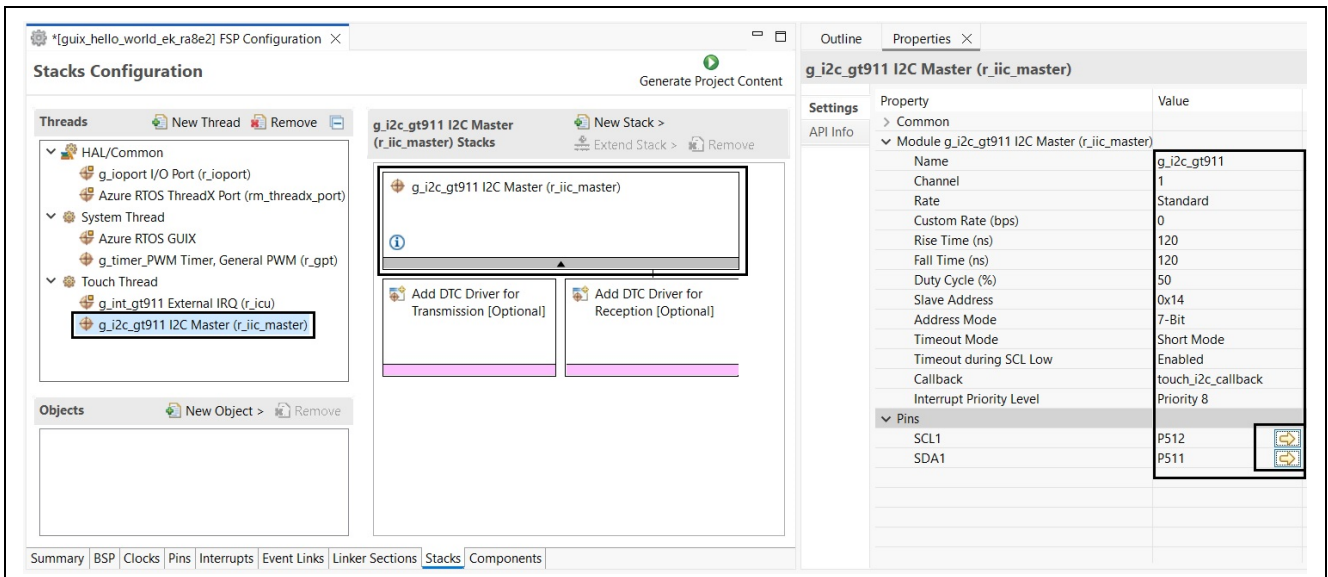 *[guix_hello_world_ek_ra8e2] FSP Configuration
Stacks Configuration
Generate Project Content
Threads
New Thread
Remove
HAL/Common
g_ioport I/O Port (r_ioport)
Azure RTOS ThreadX Port (rm_threadx_port)
System Thread
Azure RTOS GUIX
g_timer_PWM Timer, General PWM (r_gpt)
Touch Thread
g_int_gt911 External IRQ (r_icu)
g_i2c_gt911 I2C Master (r_iic_master)
Objects
New Object >
Remove
g_i2c_gt911 I2C Master
(r_iic_master) Stacks
New Stack >
Extend Stack >
Remove
g_i2c_gt911 I2C Master (r_iic_master)
Add DTC Driver for
Transmission [Optional]
Add DTC Driver for
Reception [Optional]
Summary BSP Clocks Pins Interrupts Event Links Linker Sections Stacks Components
Outline Properties
g_i2c_gt911 I2C Master (r_iic_master)
Settings
API Info
Property Value
> Common
Module g_i2c_gt911 I2C Master (r_iic_master)
Name g_i2c_gt911
Channel 1
Rate Standard
Custom Rate (bps) 0
Rise Time (ns) 120
Fall Time (ns) 120
Duty Cycle (%) 50
Slave Address 0x14
Address Mode 7-Bit
Timeout Mode Short Mode
Timeout during SCL Low Enabled
Callback touch_i2c_callback
Interrupt Priority Level Priority 8
Pins
SCL1 P512
SDA1 P511